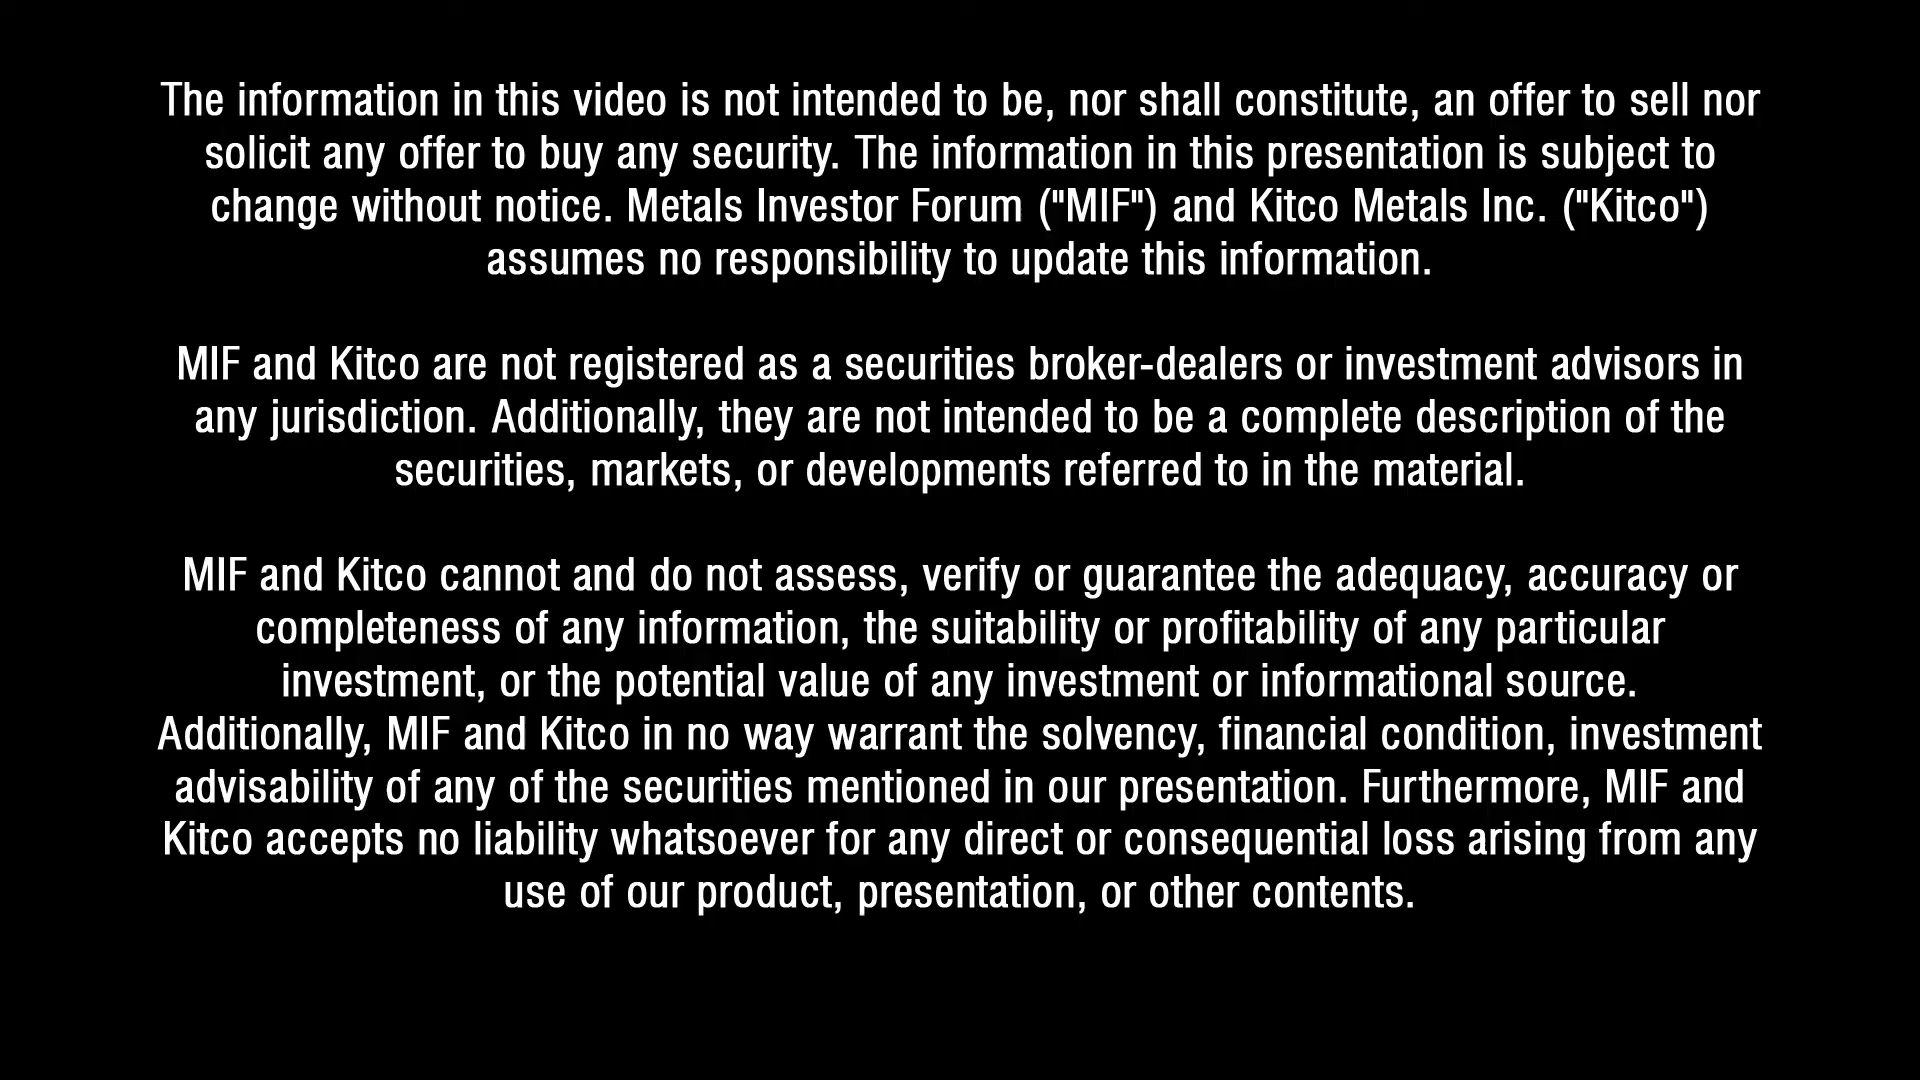 The information in this video is not intended to be, nor shall constitute, an offer to sell nor
solicit any offer to buy any security. The information in this presentation is subject to
change without notice. Metals Investor Forum ("MIF") and Kitco Metals Inc. ("Kitco")
assumes no responsibility to update this information.
MIF and Kitco are not registered as a securities broker-dealers or investment advisors in
any jurisdiction. Additionally, they are not intended to be a complete description of the
securities, markets, or developments referred to in the material.
MIF and Kitco cannot and do not assess, verify or guarantee the adequacy, accuracy or
completeness of any information, the suitability or profitability of any particular
investment, or the potential value of any investment or informational source.
Additionally, MIF and Kitco in no way warrant the solvency, financial condition, investment
advisability of any of the securities mentioned in our presentation. Furthermore, MIF and
Kitco accepts no liability whatsoever for any direct or consequential loss arising from any
use of our product, presentation, or other contents.